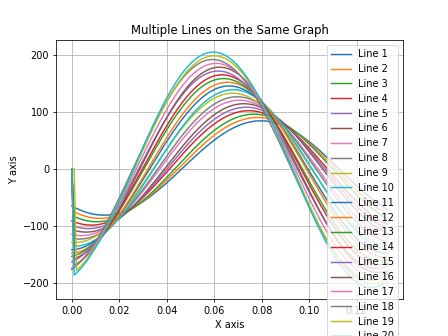 Multiple Lines on the Same Graph
Y axis
200
100
0
−100
−200
0.00
0.02
0.04
0.06
0.08
0.10
X axis
Line 1
Line 2
Line 3
Line 4
Line 5
Line 6
Line 7
Line 8
Line 9
Line 10
Line 11
Line 12
Line 13
Line 14
Line 15
Line 16
Line 17
Line 18
Line 19
Line 20